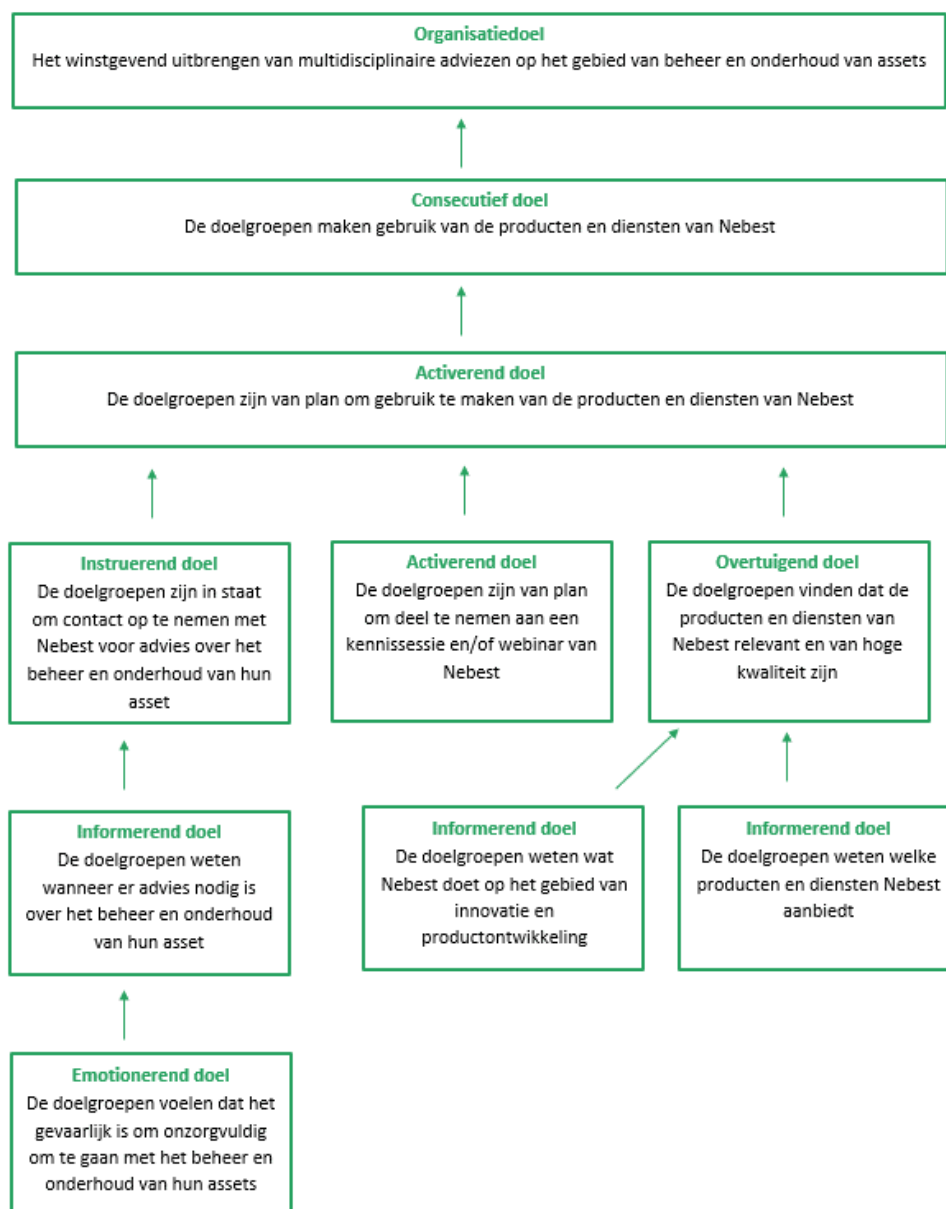 Organisatiedoel
Het winstgevend uitbrengen van multidisciplinaire adviezen op het gebied van beheer en onderhoud van assets
Consecutief doel
De doelgroepen maken gebruik van de producten en diensten van Nebest
Activerend doel
De doelgroepen zijn van plan om gebruik te maken van de producten en diensten van Nebest
Instruerend doel
De doelgroepen zijn in staat
om contact op te nemen met
Nebest voor advies over het
beheer en onderhoud van hun
asset
Activerend doel
De doelgroepen zijn van plan
om deel te nemen aan een
kennissessie en/of webinar van
Nebest
Overtuigend doel
De doelgroepen vinden dat de
producten en diensten van
Nebest relevant en van hoge
kwaliteit zijn
Informerend doel
De doelgroepen weten
wanneer er advies nodig is
over het beheer en onderhoud
van hun asset
Informerend doel
De doelgroepen weten wat
Nebest doet op het gebied van
innovatie en
productontwikkeling
Informerend doel
De doelgroepen weten welke
producten en diensten Nebest
aanbiedt
Emotionerend doel
De doelgroepen voelen dat het
gevaarlijk is om onzorgvuldig
om te gaan met het beheer en
onderhoud van hun assets